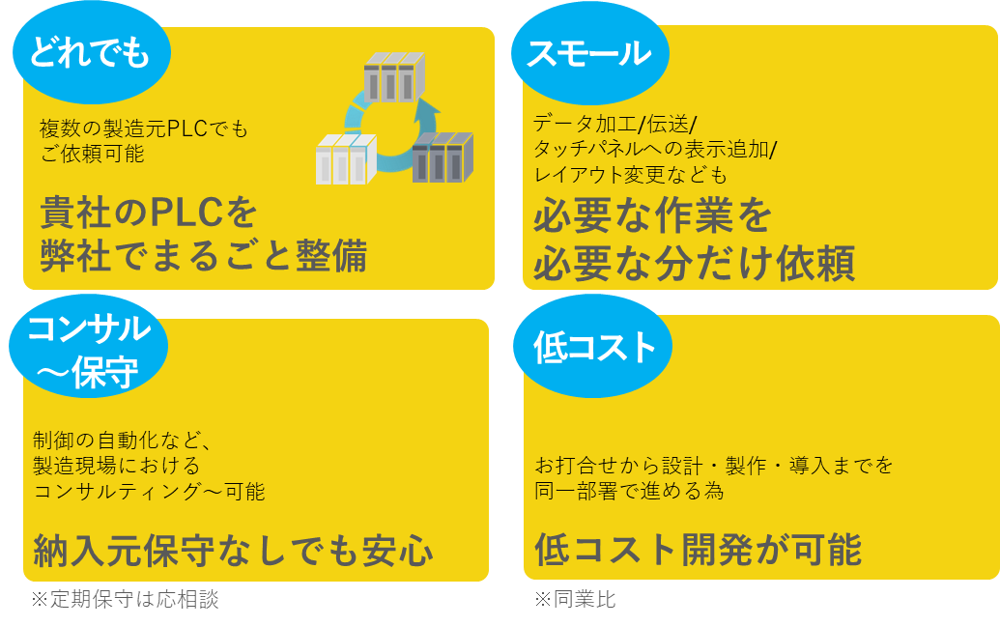 どれでも
複数の製造元PLCでも
ご依頼可能
貴社のPLCを
弊社でまるごと整備
スモール
データ加工/伝送/
タッチパネルへの表示追加/
レイアウト変更なども
必要な作業を
必要な分だけ依頼
コンサル
～保守
制御の自動化など、
製造現場における
コンサルティング～可能
納入元保守なしでも安心
※定期保守は応相談
低コスト
お打合せから設計・製作・導入までを
同一部署で進める為
低コスト開発が可能
※同業比